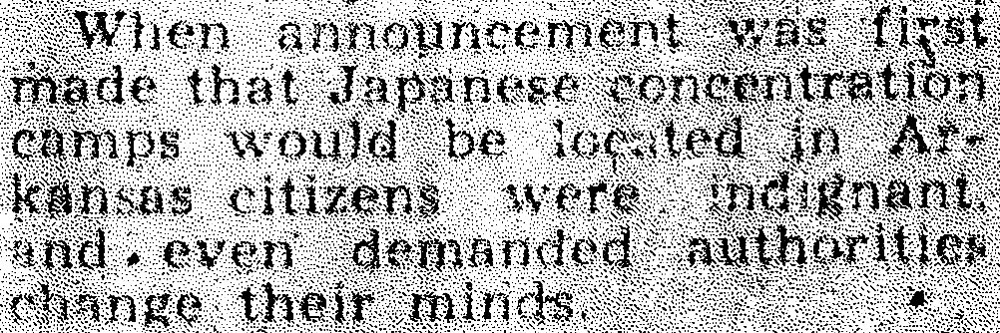 When announcement was first
made that Japanese concentration
camps would be located in Ar-
kansas citizens were indignant,
and even demanded authorities
change their minds.